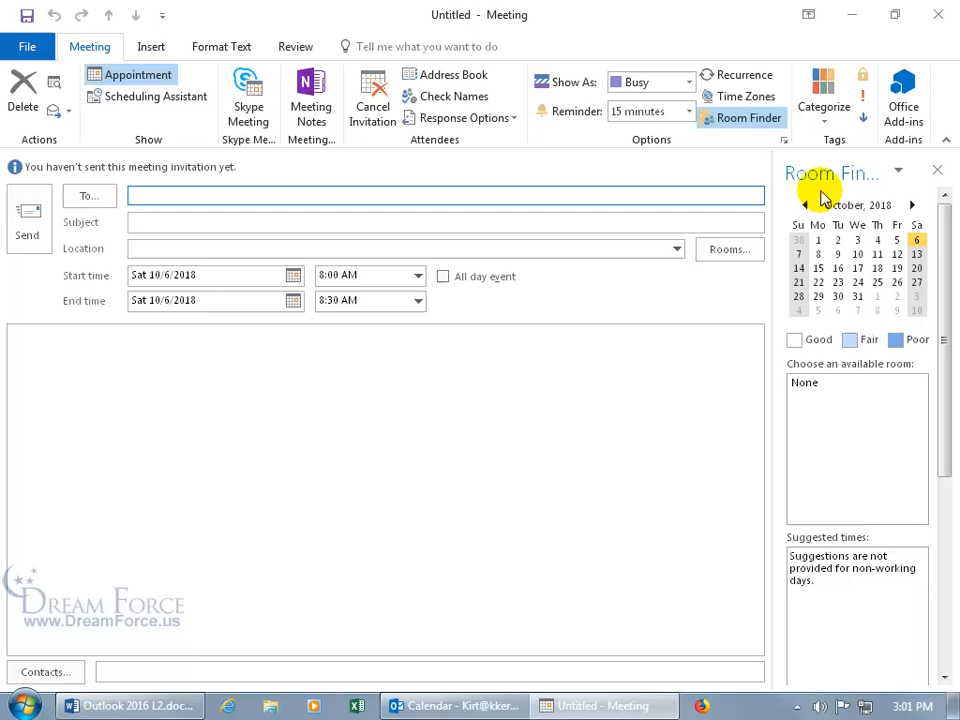 Untitled - Meeting
File Meeting Insert Format Text Review Tell me what you want to do
Delete
Actions
Appointment
Scheduling Assistant
Show
Skype
Meeting
Skype Me...
Meeting
Notes
Meeting...
Cancel
Invitation
Address Book
Check Names
Response Options
Attendees
Show As: Busy
Reminder: 15 minutes
Recurrence
Time Zones
Room Finder
Options
Categorize
Tags
Office
Add-ins
Add-ins
You haven't sent this meeting invitation yet.
Send
To...
Subject
Location Rooms...
Start time Sat 10/6/2018 8:00 AM All day event
End time Sat 10/6/2018 8:30 AM
Room Fin...
October, 2018
Su Mo Tu We Th Fr Sa
30 1 2 3 4 5 6
7 8 9 10 11 12 13
14 15 16 17 18 19 20
21 22 23 24 25 26 27
28 29 30 31 1 2 3
4 5 6 7 8 9 10
Good Fair Poor
Choose an available room:
None
Suggested times:
Suggestions are not
provided for non-working
days.
Dream Force
www.DreamForce.us
Contacts...
Outlook 2016 L2.doc... Calendar - Kirt@kker... Untitled - Meeting 3:01 PM